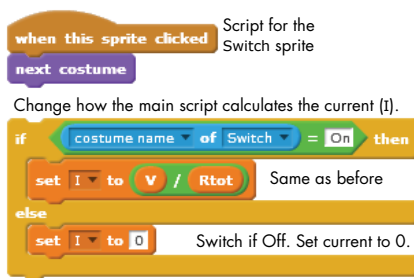 when this sprite clicked
Script for the
Switch sprite
next costume
Change how the main script calculates the current (I).
if costume name of Switch = On then
set I to V / Rtot Same as before
else
set I to 0 Switch if Off. Set current to 0.